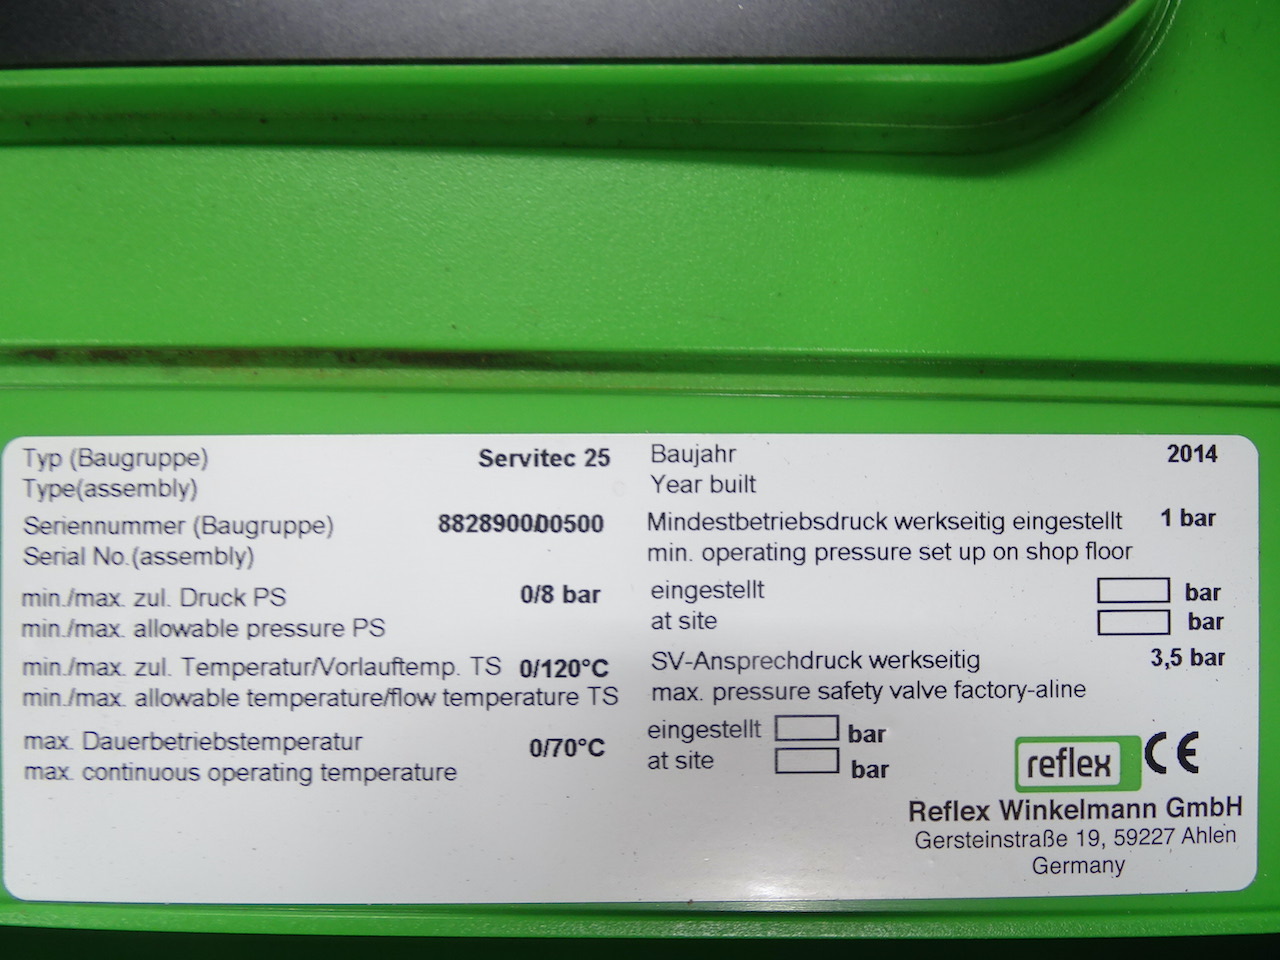 Typ (Baugruppe) Servitec 25
Type(assembly)
Seriennummer (Baugruppe) 8828900/00500
Serial No.(assembly)
min./max. zul. Druck PS 0/8 bar
min./max. allowable pressure PS
min./max. zul. Temperatur/Vorlauftemp. TS 0/120°C
min./max. allowable temperature/flow temperature TS
max. Dauerbetriebstemperatur 0/70°C
max. continuous operating temperature
Baujahr 2014
Year built
Mindestbetriebsdruck werkseitig eingestellt 1 bar
min. operating pressure set up on shop floor
eingestellt bar
at site bar
SV-Ansprechdruck werkseitig 3,5 bar
max. pressure safety valve factory-aline
eingestellt bar
at site bar
reflex CE
Reflex Winkelmann GmbH
Gersteinstraße 19, 59227 Ahlen
Germany